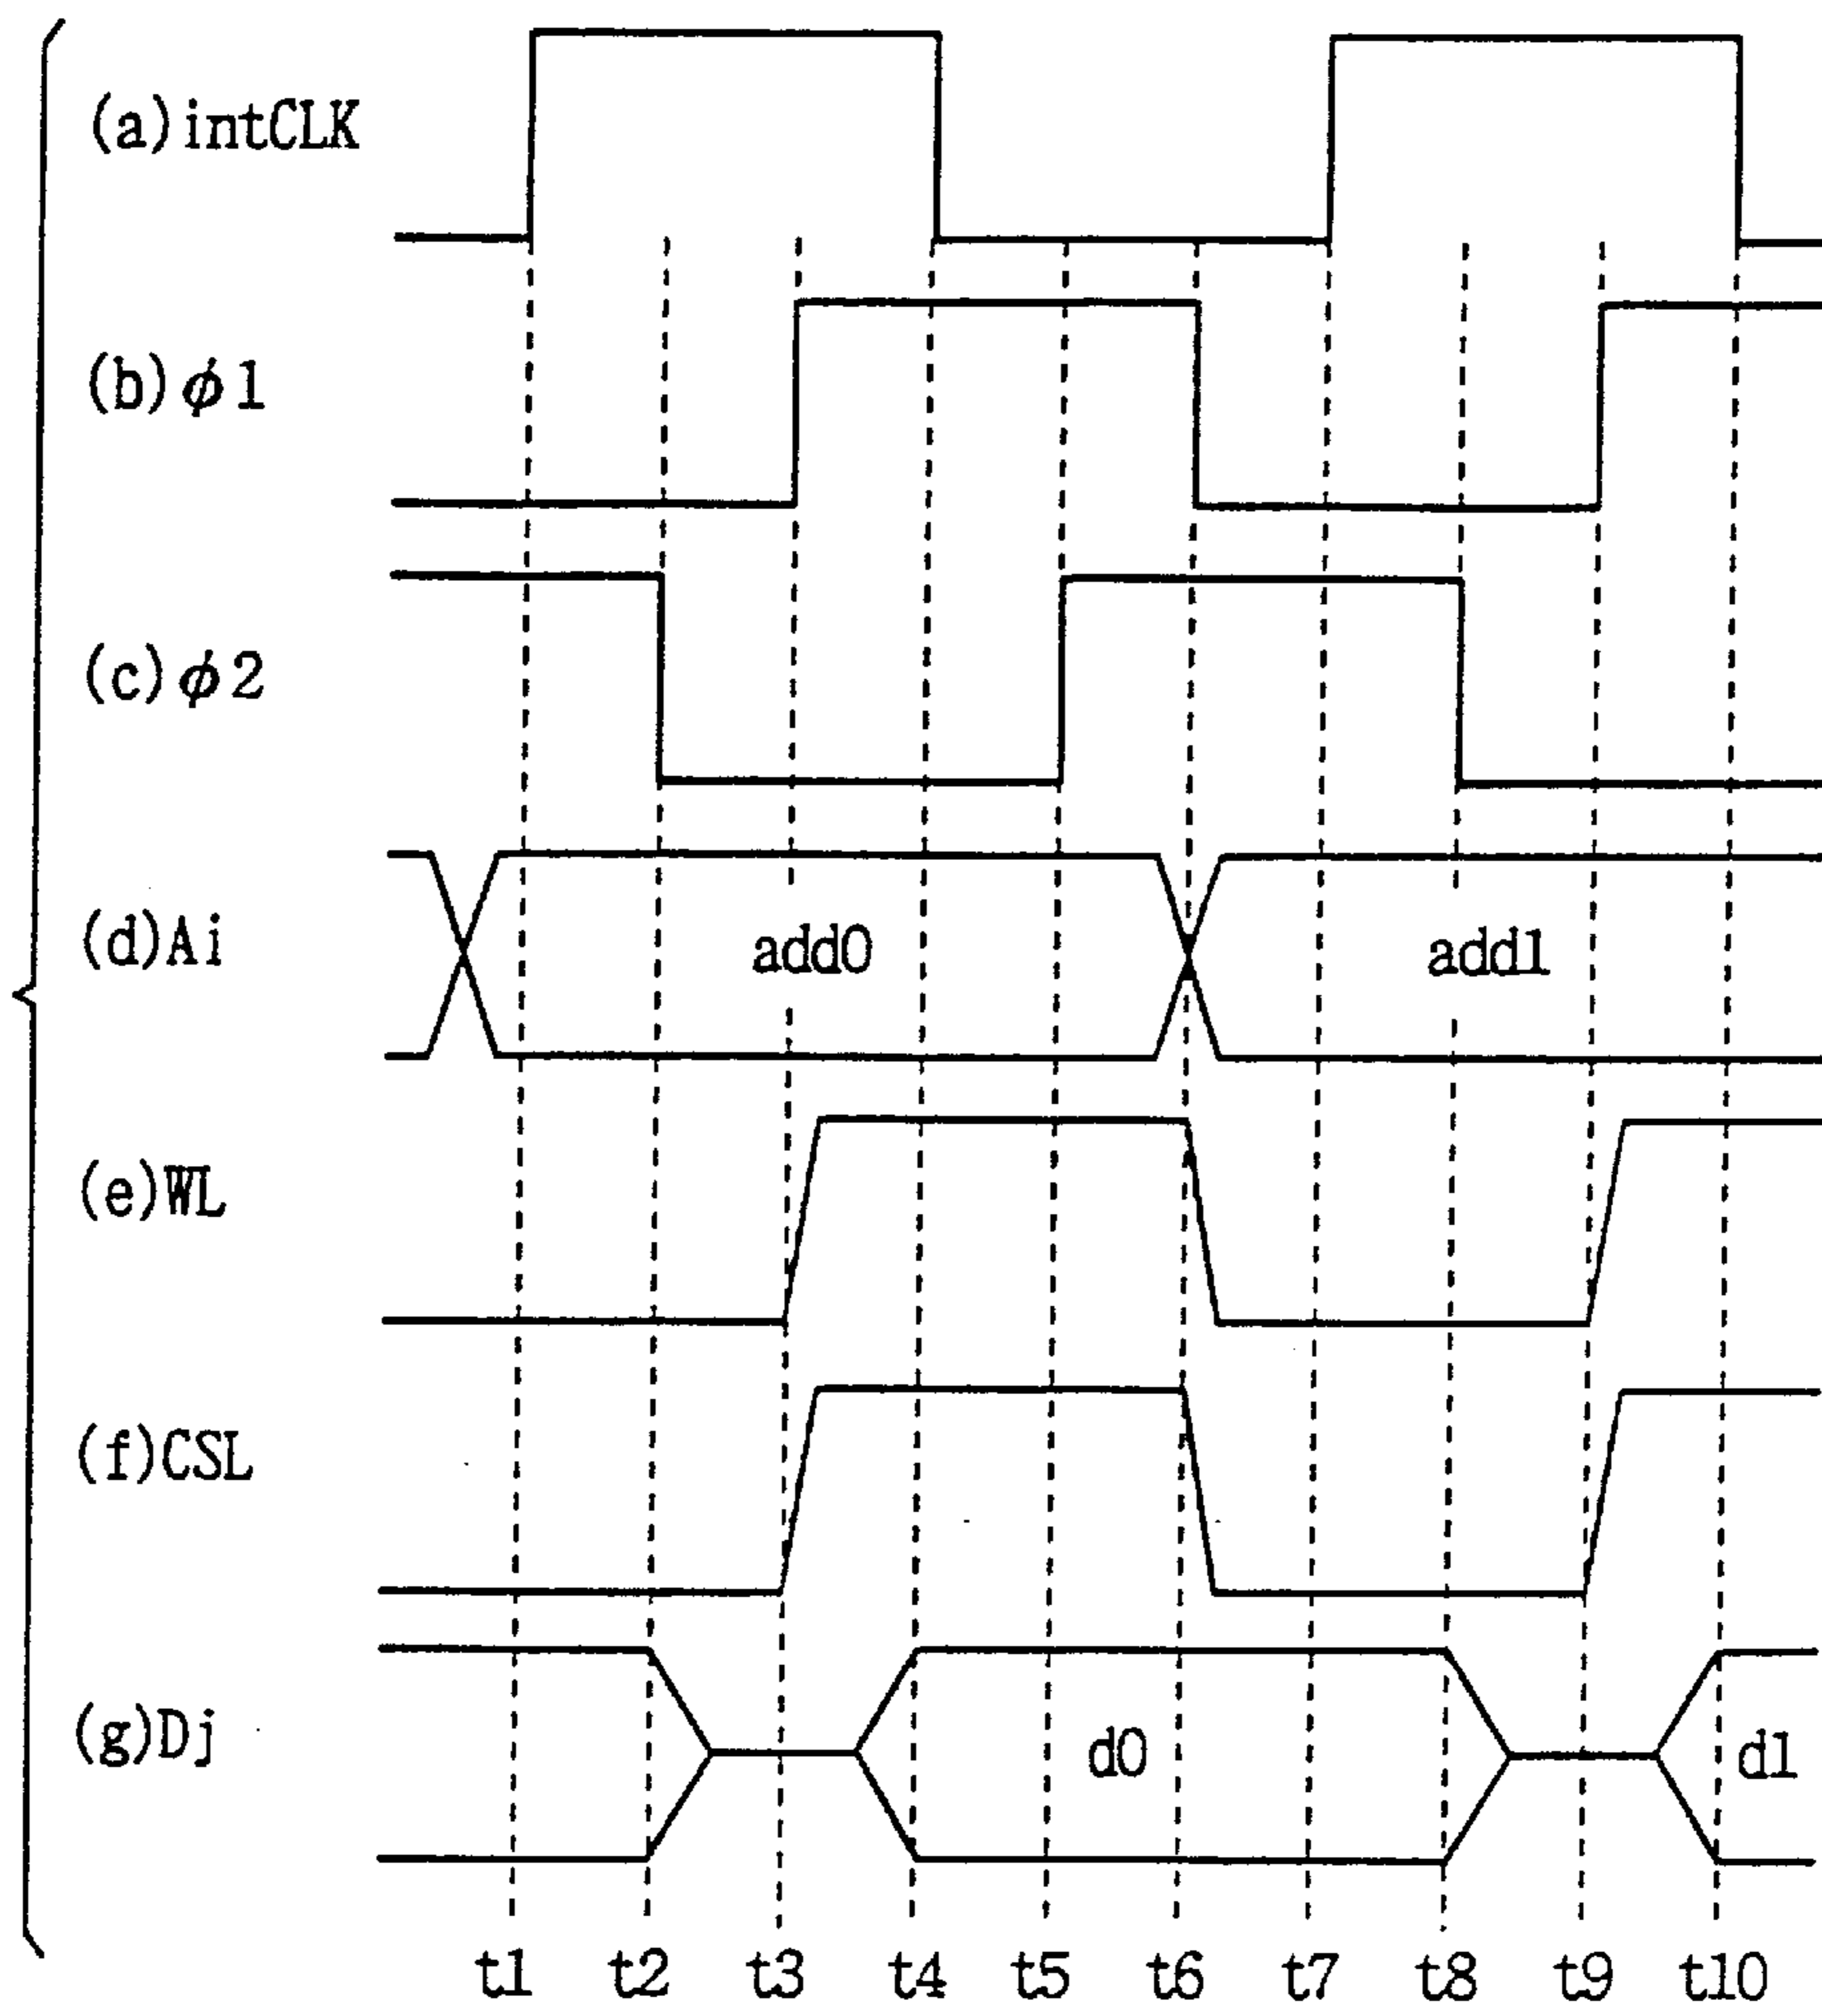 (a)intCLK
(b)φ1
(c)φ2
(d)Ai
add0
add1
(e)WL
(f)CSL
(g)Dj
d0
d1
t1 t2 t3 t4 t5 t6 t7 t8 t9 t10